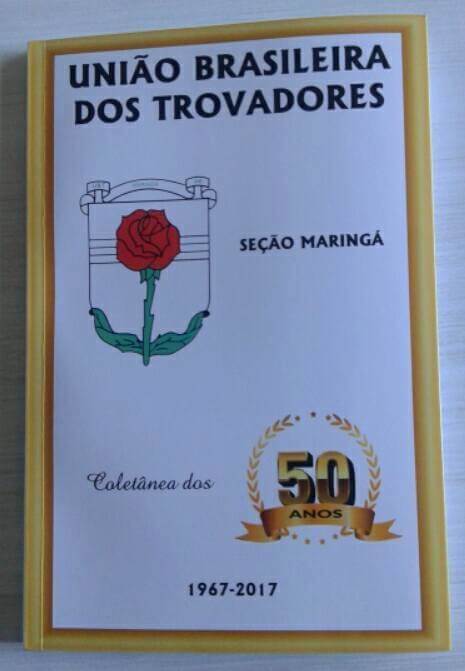 UNIÃO BRASILEIRA
DOS TROVADORES
SEÇÃO MARINGÁ
Coletânea dos
50
ANOS
1967-2017